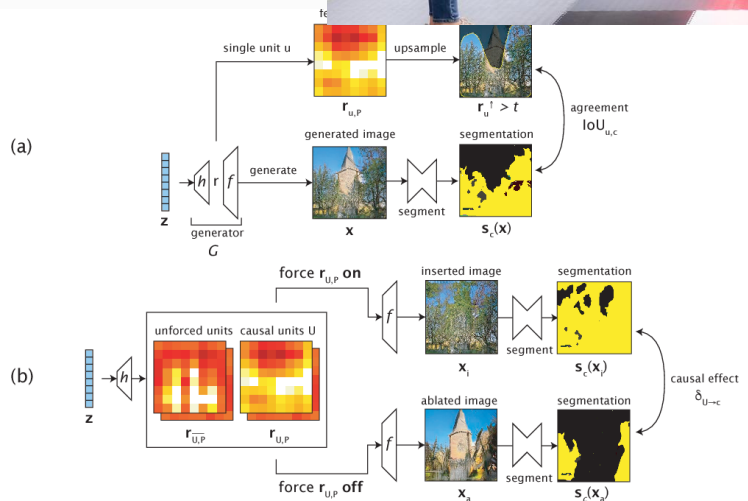 fe
single unit u
upsample
r_u,P
r_u↑ > t
agreement
IoU_u,c
(a)
generated image
segmentation
h
r
f
generate
segment
z
x
s_c(x)
generator
G
force r_U,P on
inserted image
segmentation
f
segment
x_i
s_c(x_i)
unforced units
causal units U
(b)
h
z
r_U̅,P̅
r_U,P
causal effect
δ_U→c
ablated image
segmentation
f
segment
force r_U,P off
x_a
s_c(x_a)